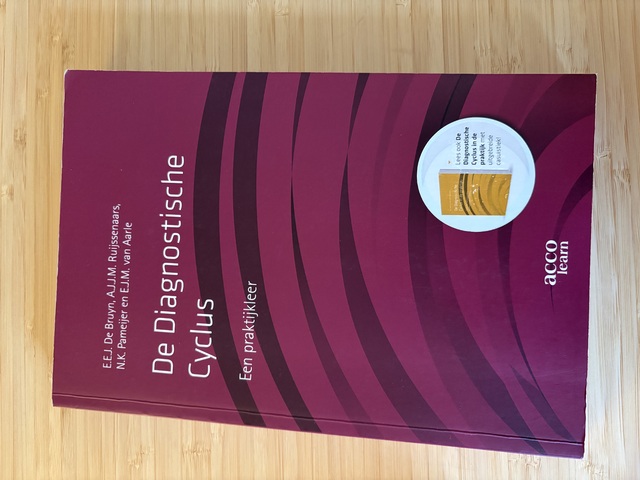 E.E.J. De Bruyn, A.J.J.M. Ruijssenaars,
N.K. Pameijer en E.J.M. van Aarle
De Diagnostische
Cyclus
Een praktijkleer
Lees ook De
Diagnostische
Cyclus in de
praktijk met
uitgebreide
casuïstiek!
acco
learn